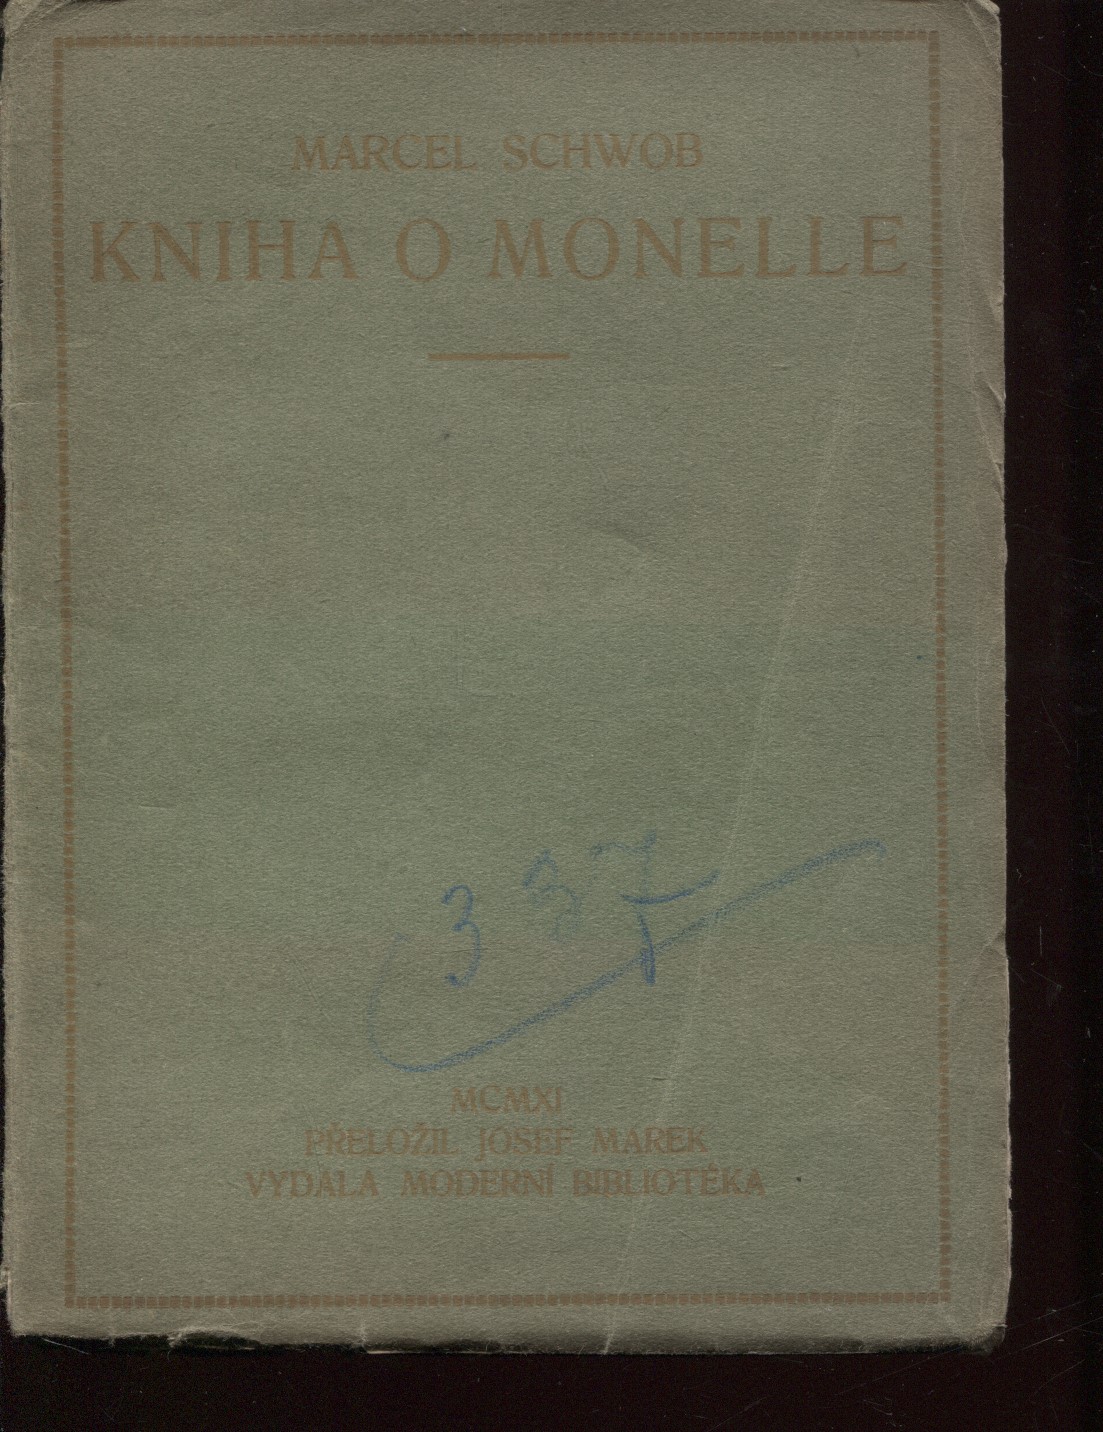 MARCEL SCHWOB
KNIHA O MONELLE
337
MCMXI
PŘELOŽIL JOSEF MAREK
VYDALA MODERNÍ BIBLIOTÉKA